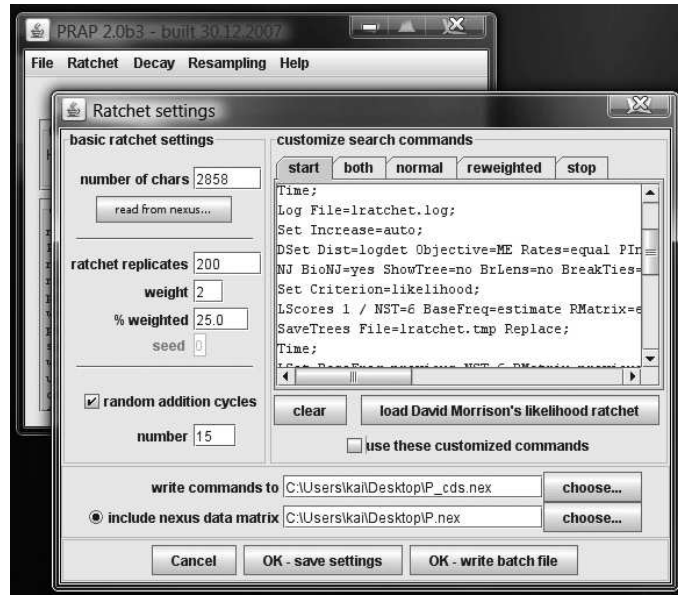 PRAP 2.0b3 - built 30.12.2007
File Ratchet Decay Resampling Help
Ratchet settings
basic ratchet settings
number of chars 2858
read from nexus...
ratchet replicates 200
weight 2
% weighted 25.0
seed 0
random addition cycles
number 15
customize search commands
start both normal reweighted stop
Time;
Log File=lratchet.log;
Set Increase=auto;
DSet Dist=logdet Objective=ME Rates=equal PIn
NJ BioNJ=yes ShowTree=no BrLens=no BreakTies=
Set Criterion=likelihood;
LScores 1 / NST=6 BaseFreq=estimate RMatrix=e
SaveTrees File=lratchet.tmp Replace;
Time;
clear load David Morrison's likelihood ratchet
use these customized commands
write commands to C:\Users\kai\Desktop\P_cds.nex choose...
include nexus data matrix C:\Users\kai\Desktop\P.nex choose...
Cancel OK - save settings OK - write batch file